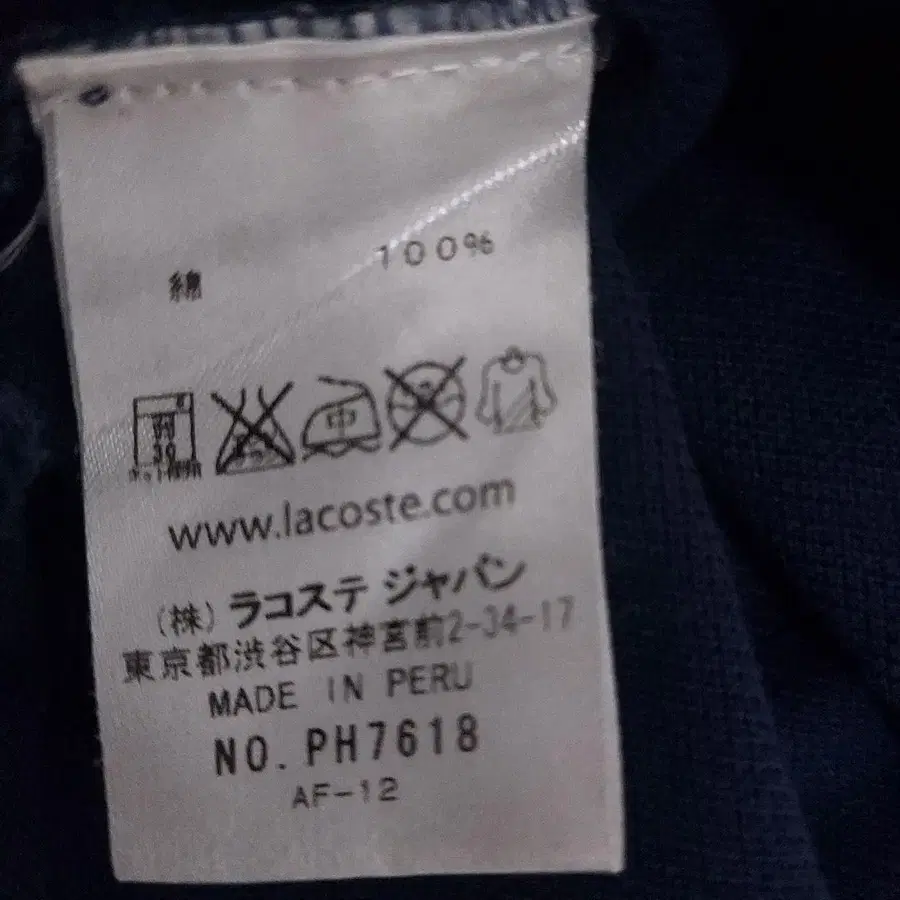 綿 100%
中
www.lacoste.com
(株) ラコステ ジャパン
東京都渋谷区神宮前2-34-17
MADE IN PERU
NO. PH7618
AF-12